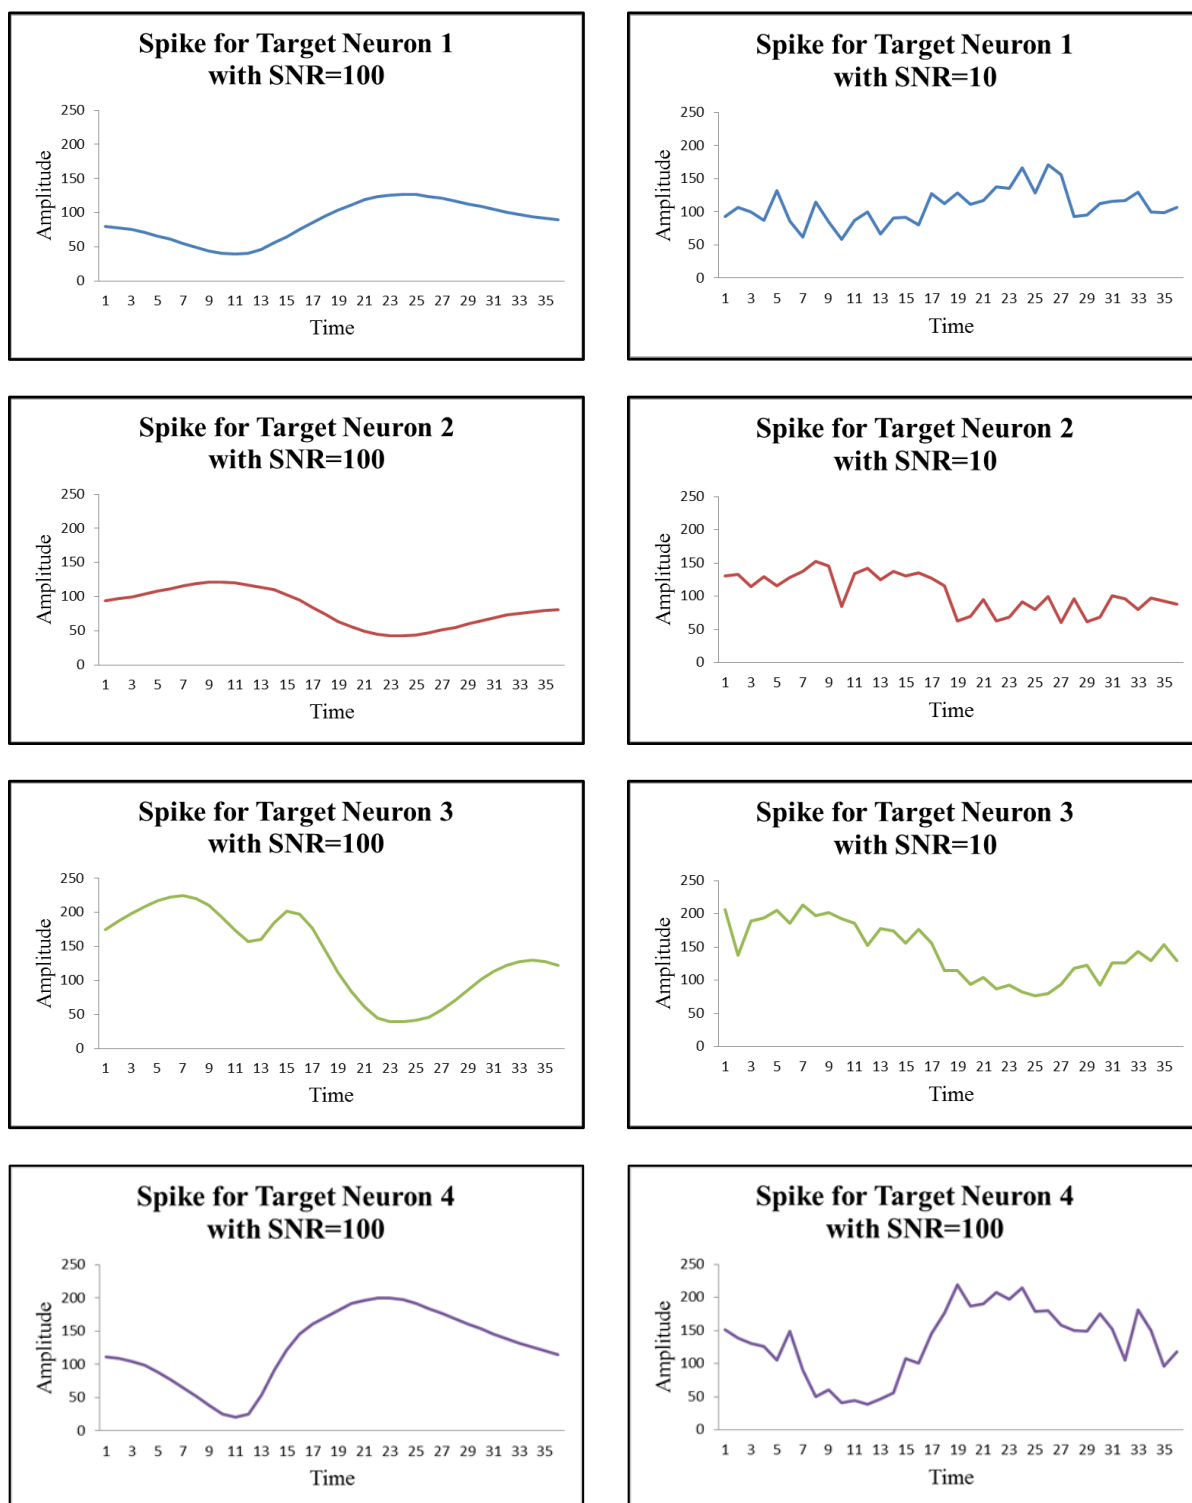 Spike for Target Neuron 1
with SNR=100
250
200
150
100
50
0
Amplitude
1 3 5 7 9 11 13 15 17 19 21 23 25 27 29 31 33 35
Time
Spike for Target Neuron 1
with SNR=10
250
200
150
100
50
0
Amplitude
1 3 5 7 9 11 13 15 17 19 21 23 25 27 29 31 33 35
Time
Spike for Target Neuron 2
with SNR=100
250
200
150
100
50
0
Amplitude
1 3 5 7 9 11 13 15 17 19 21 23 25 27 29 31 33 35
Time
Spike for Target Neuron 2
with SNR=10
250
200
150
100
50
0
Amplitude
1 3 5 7 9 11 13 15 17 19 21 23 25 27 29 31 33 35
Time
Spike for Target Neuron 3
with SNR=100
250
200
150
100
50
0
Amplitude
1 3 5 7 9 11 13 15 17 19 21 23 25 27 29 31 33 35
Time
Spike for Target Neuron 3
with SNR=10
250
200
150
100
50
0
Amplitude
1 3 5 7 9 11 13 15 17 19 21 23 25 27 29 31 33 35
Time
Spike for Target Neuron 4
with SNR=100
250
200
150
100
50
0
Amplitude
1 3 5 7 9 11 13 15 17 19 21 23 25 27 29 31 33 35
Time
Spike for Target Neuron 4
with SNR=100
250
200
150
100
50
0
Amplitude
1 3 5 7 9 11 13 15 17 19 21 23 25 27 29 31 33 35
Time